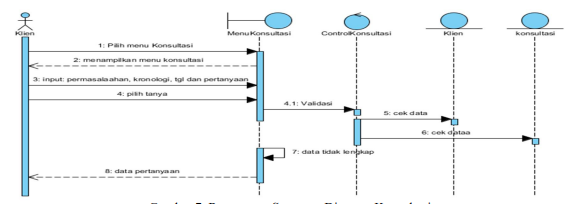 Klien
MenuKonsultasi
ControlKonsultasi
Klien
konsultasi
1: Pilih menu Konsultasi
2: menampilkan menu konsultasi
3: input: permasalaahan, kronologi, tgl dan pertanyaan
4: pilih tanya
4.1: Validasi
5: cek data
6: cek dataa
7: data tidak lengkap
8: data pertanyaan